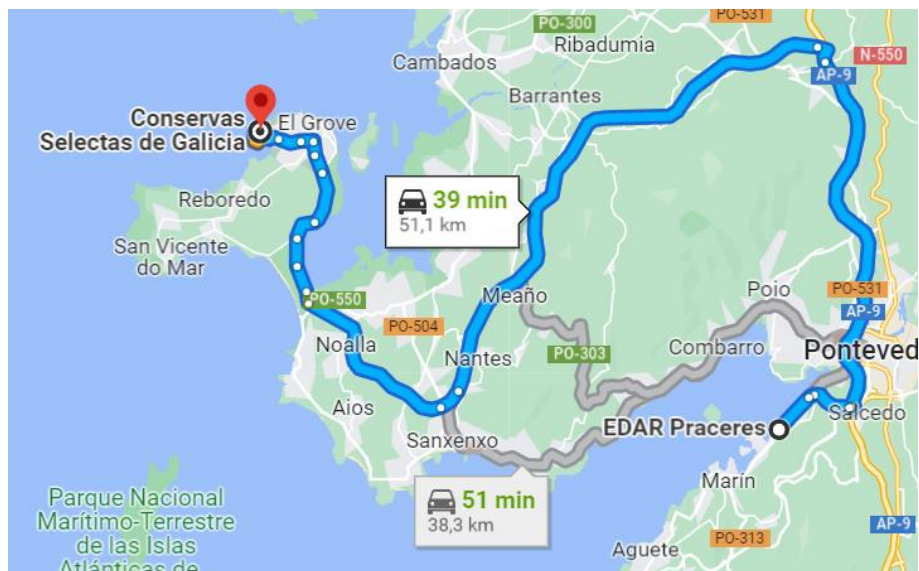 PO-531
PO-300
Ribadumia
N-550
Cambados
AP-9
Barrantes
Conservas
Selectas de Galicia
El Grove
39 min
51,1 km
Reboredo
San Vicente
do Mar
PO-550
Meaño
Poio
PO-531
AP-9
PO-504
Noalla
Nantes
PO-303
Combarro
Ponteved
Aios
Salcedo
EDAR Praceres
Sanxenxo
Marín
51 min
38,3 km
Parque Nacional
Marítimo-Terrestre
de las Islas
Atlánticas de
AP-9
PO-313
Aguete